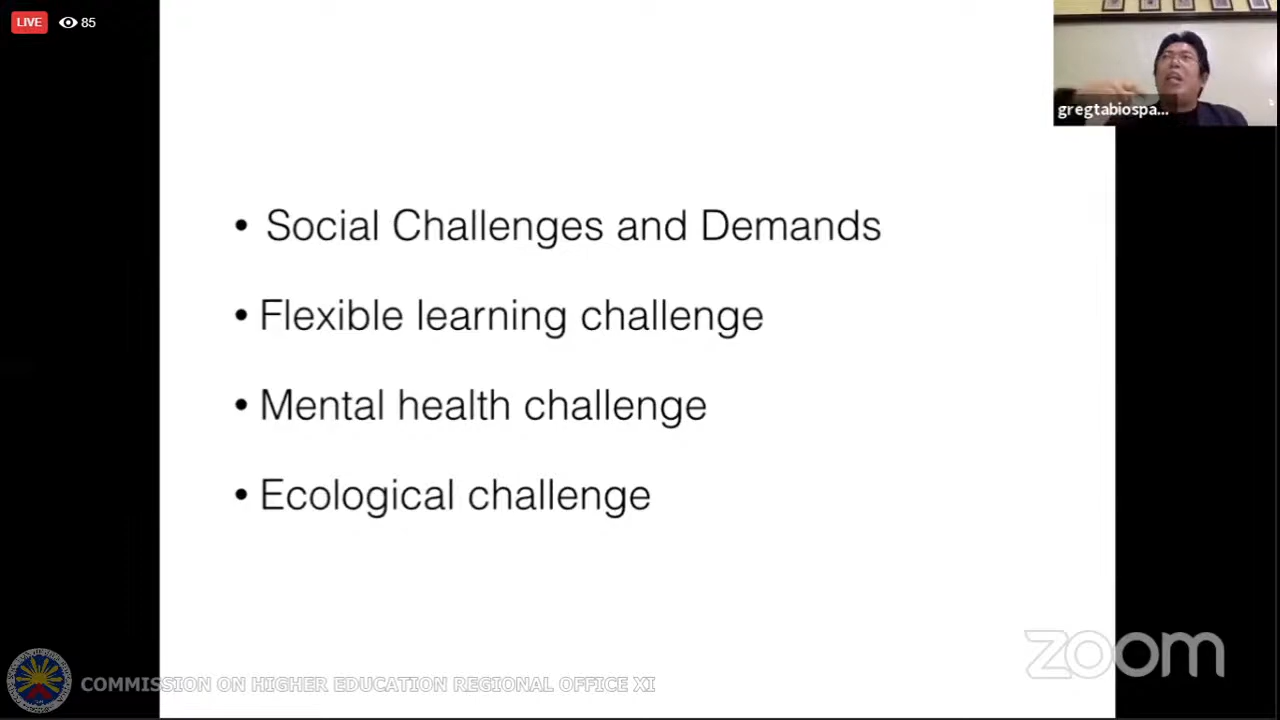 LIVE 85
gregtabiospa...
• Social Challenges and Demands
• Flexible learning challenge
• Mental health challenge
• Ecological challenge
zoom
COMMISSION ON HIGHER EDUCATION REGIONAL OFFICE XI